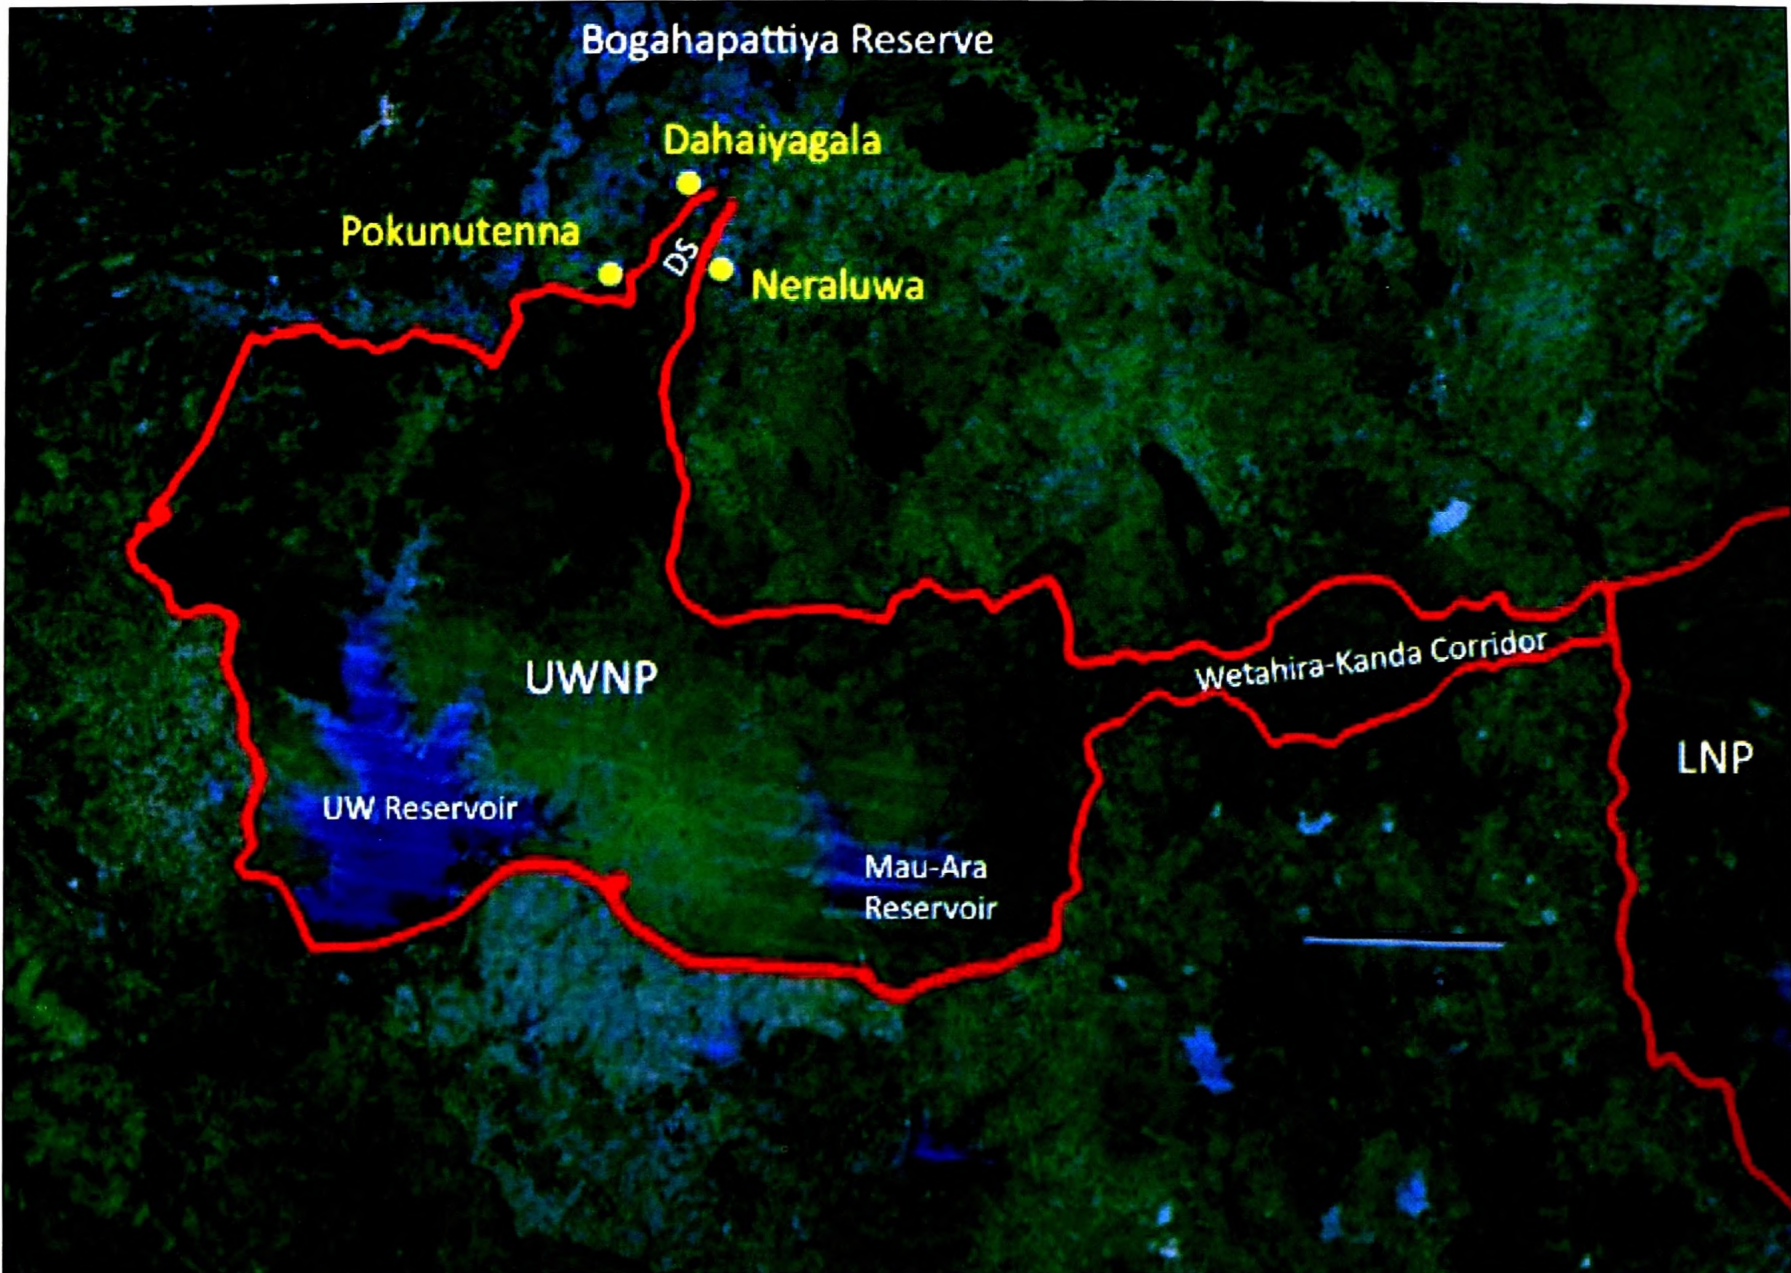 Bogahapattiya Reserve
Dahaiyagala
Pokunutenna
DS
Neraluwa
Wetahira-Kanda Corridor
UWNP
LNP
UW Reservoir
Mau-Ara
Reservoir